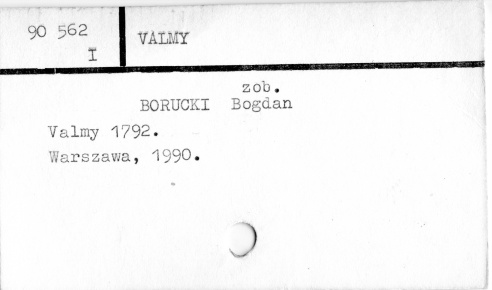 90 562
I
VALMY
zob.
BORUCKI Bogdan
Valmy 1792.
Warszawa, 1990.